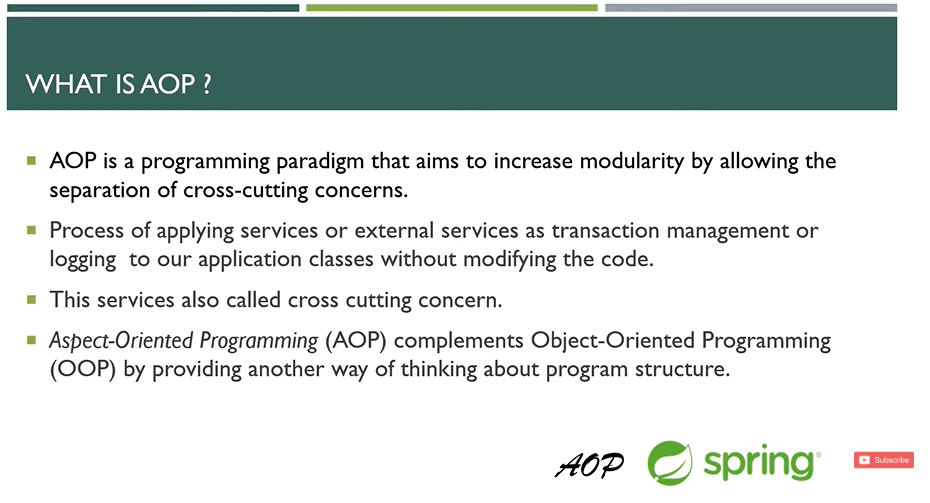 WHAT IS AOP ?
AOP is a programming paradigm that aims to increase modularity by allowing the
separation of cross-cutting concerns.
Process of applying services or external services as transaction management or
logging  to our application classes without modifying the code.
This services also called cross cutting concern.
Aspect-Oriented Programming (AOP) complements Object-Oriented Programming
(OOP) by providing another way of thinking about program structure.
AOP
spring®
Subscribe